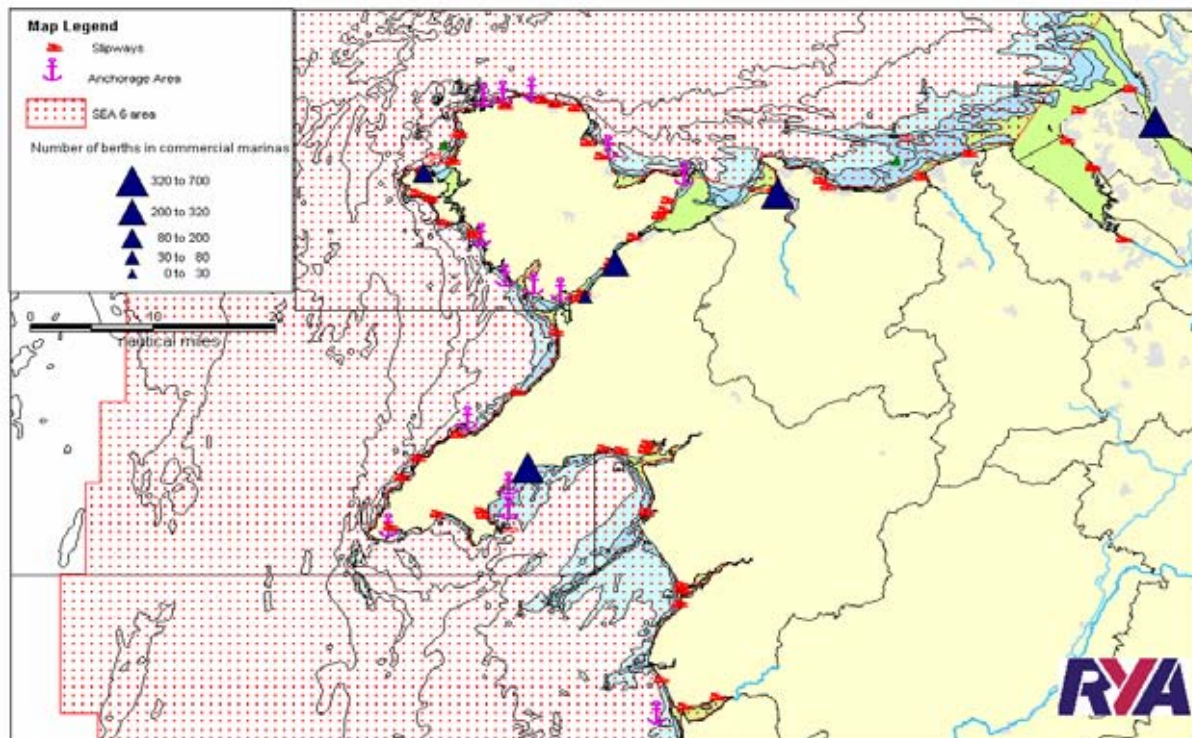 Map Legend
Slipways
Anchorage Area
SEA 6 area
Number of berths in commercial marinas
320 to 700
200 to 320
80 to 200
30 to 80
0 to 30
0 10 20
nautical miles
RYA